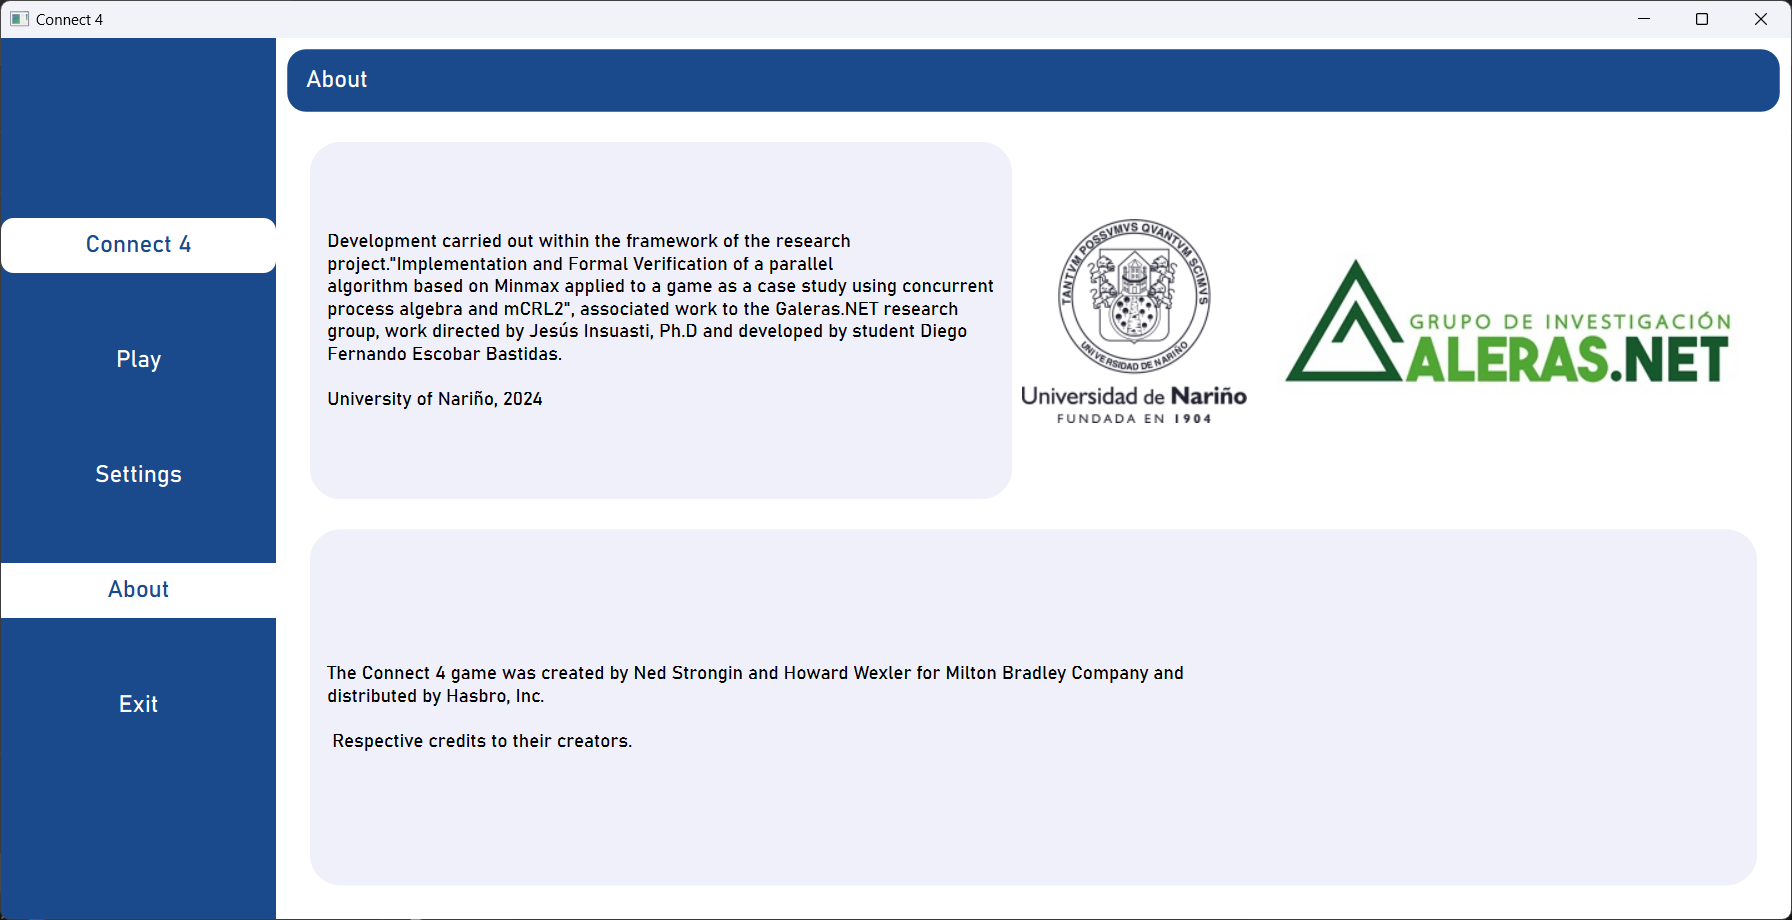 Connect 4
Connect 4
Play
Settings
About
Exit
About
Development carried out within the framework of the research
project."Implementation and Formal Verification of a parallel
algorithm based on Minmax applied to a game as a case study using concurrent
process algebra and mCRL2", associated work to the Galeras.NET research
group, work directed by Jesús Insuasti, Ph.D and developed by student Diego
Fernando Escobar Bastidas.
University of Nariño, 2024
TANTVM POSSVMVS QVANTVM SCIMVS
UNIVERSIDAD DE NARIÑO
Universidad de Nariño
FUNDADA EN 1904
GRUPO DE INVESTIGACIÓN
ALERAS.NET
The Connect 4 game was created by Ned Strongin and Howard Wexler for Milton Bradley Company and
distributed by Hasbro, Inc.
Respective credits to their creators.